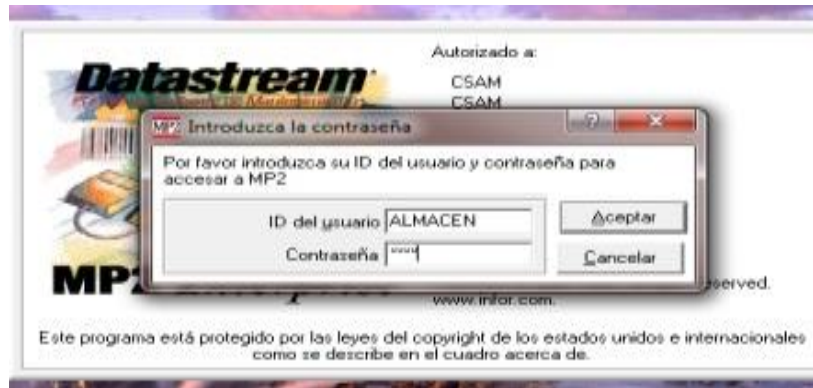 Autorizado a:
Datastream
CSAM
CSAM
MP2 Introduzca la contraseña
Por favor introduzca su ID del usuario y contraseña para
accesar a MP2
ID del usuario ALMACEN Aceptar
Contraseña **** Cancelar
MP2
www.infor.com.
Este programa está protegido por las leyes del copyright de los estados unidos e internacionales
como se describe en el cuadro acerca de.